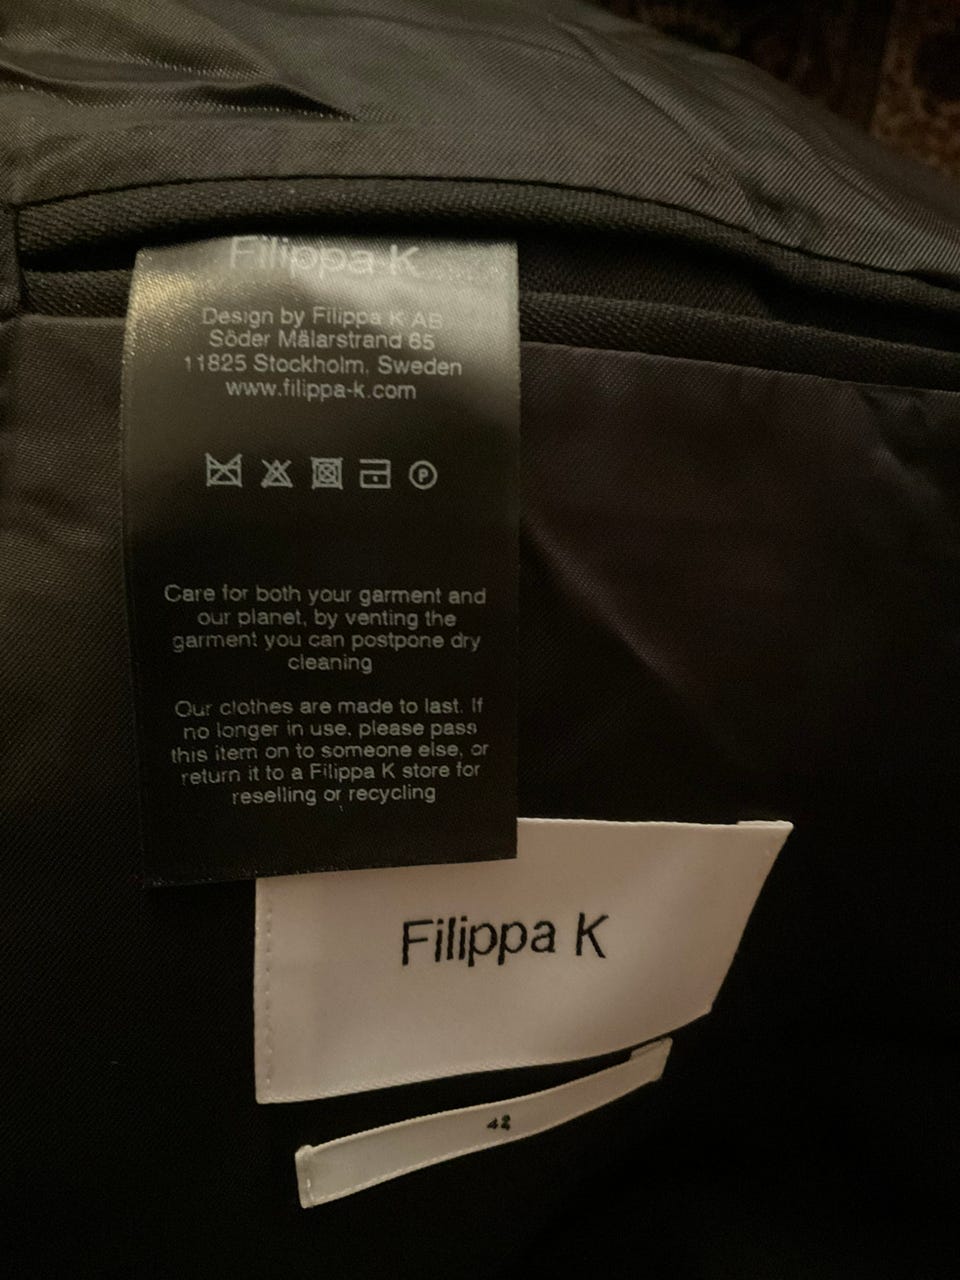 Filippa K
Design by Filippa K AB
Söder Mälarstrand 65
11825 Stockholm, Sweden
www.filippa-k.com
P
Care for both your garment and
our planet, by venting the
garment you can postpone dry
cleaning
Our clothes are made to last. If
no longer in use, please pass
this item on to someone else, or
return it to a Filippa K store for
reselling or recycling
Filippa K
42